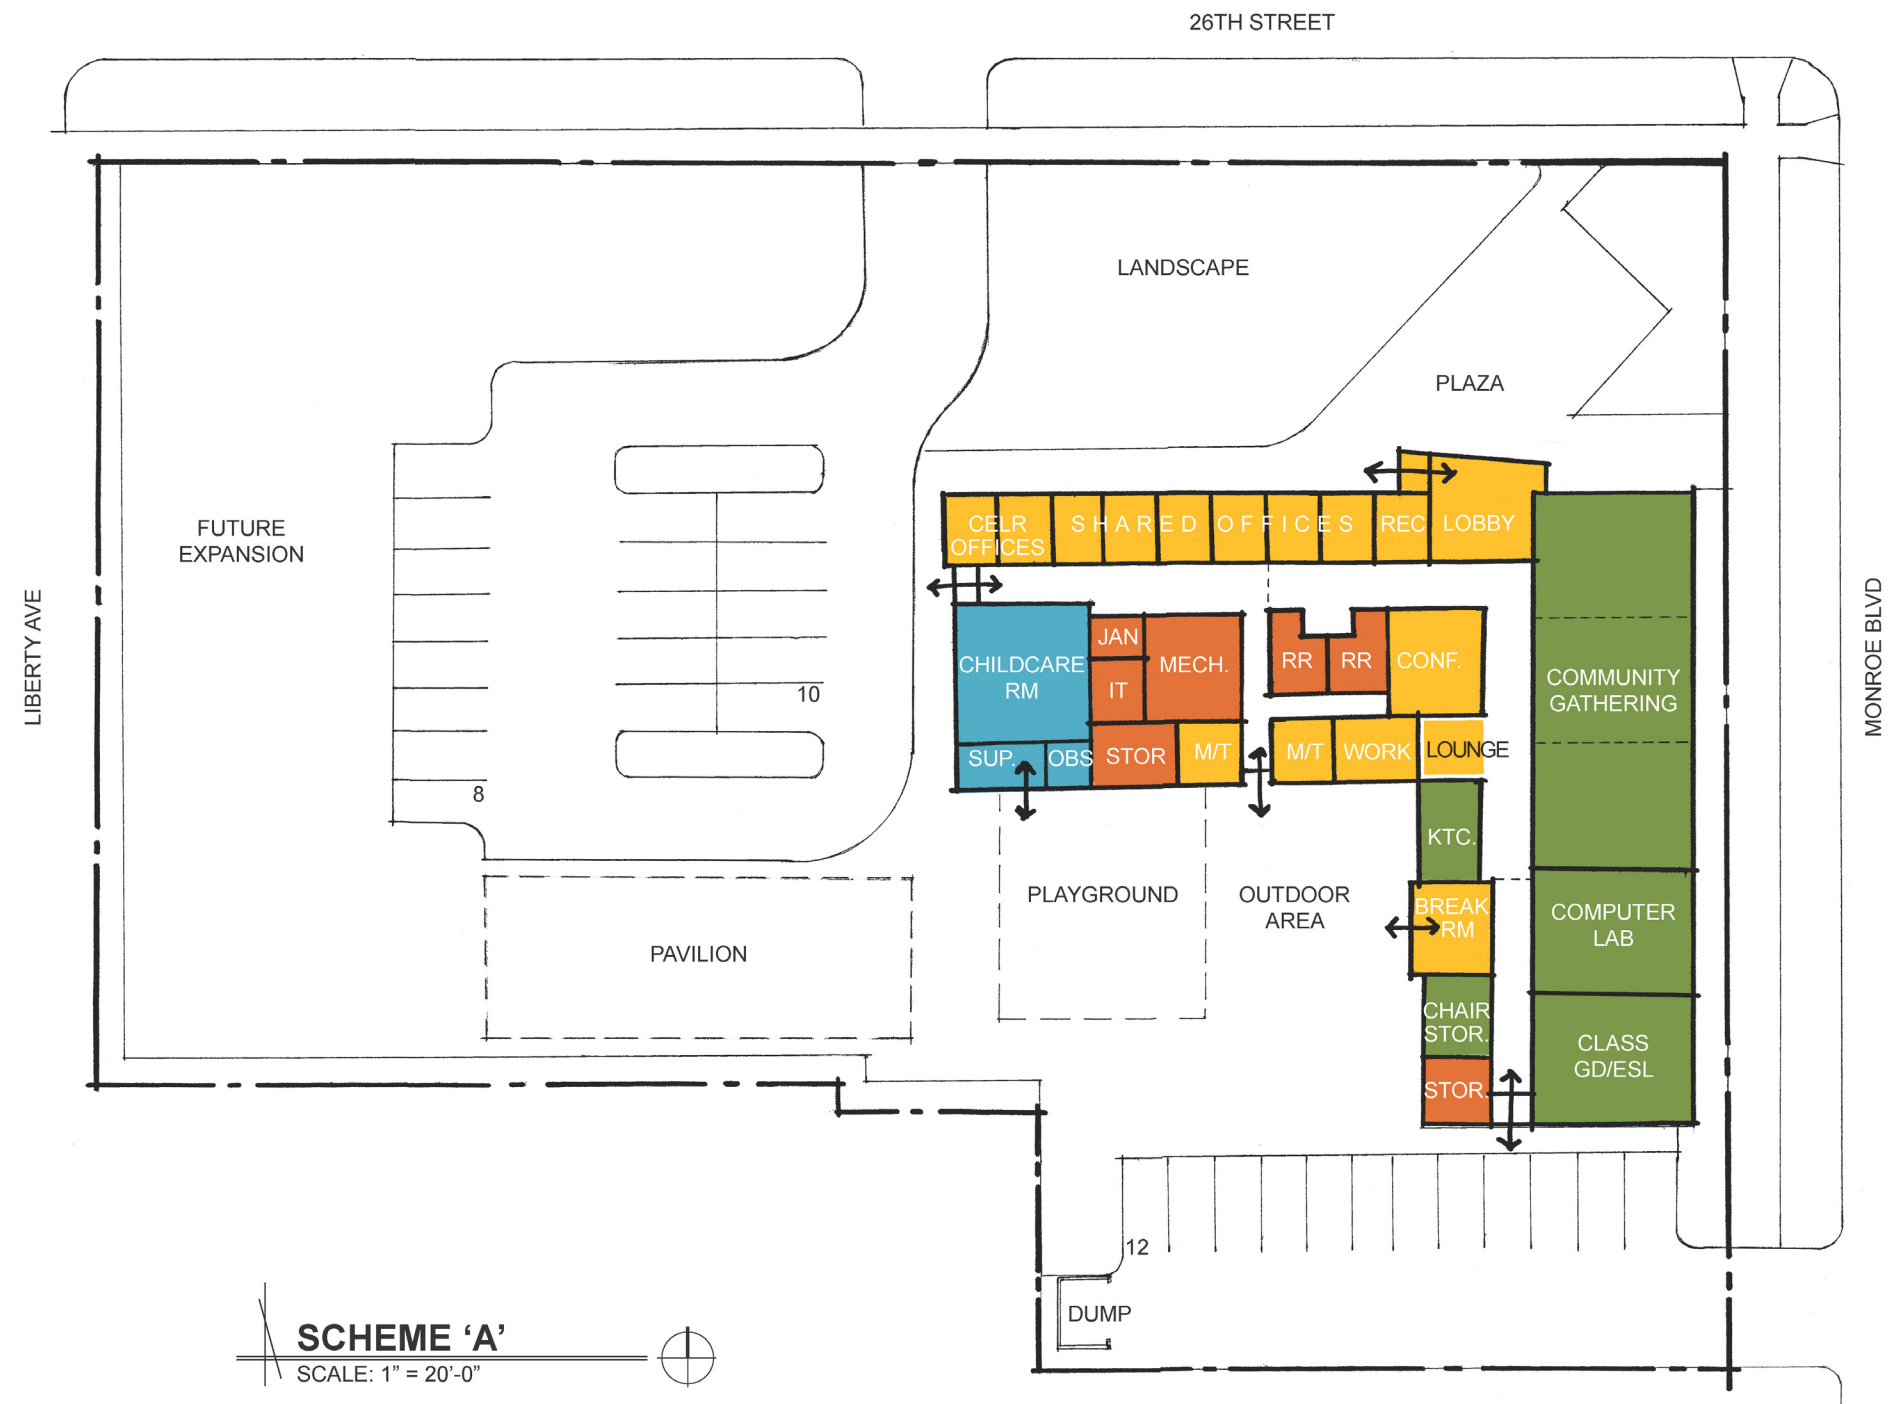 26TH STREET
LANDSCAPE
PLAZA
FUTURE
EXPANSION
LIBERTY AVE
MONROE BLVD
10
8
CELR
OFFICES
SHARED OFFICES
REC
LOBBY
CHILDCARE
RM
JAN
IT
MECH.
RR
RR
CONF.
COMMUNITY
GATHERING
SUP.
OBS
STOR
M/T
M/T
WORK
LOUNGE
KTC.
PLAYGROUND
OUTDOOR
AREA
BREAK
RM
COMPUTER
LAB
PAVILION
CHAIR
STOR.
STOR.
CLASS
GD/ESL
12
DUMP
SCHEME ‘A’
SCALE: 1” = 20’-0”